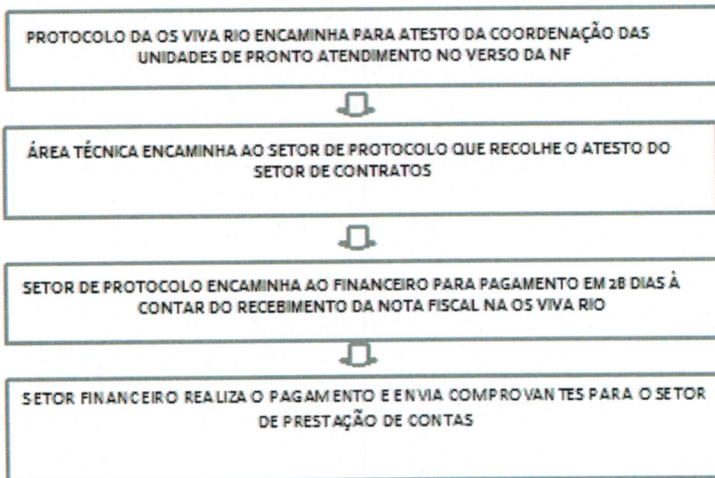 PROTOCOLO DA OS VIVA RIO ENCAMINHA PARA ATESTO DA COORDENAÇÃO DAS
UNIDADES DE PRONTO ATENDIMENTO NO VERSO DA NF
ÁREA TÉCNICA ENCAMINHA AO SETOR DE PROTOCOLO QUE RECOLHE O ATESTO DO
SETOR DE CONTRATOS
SETOR DE PROTOCOLO ENCAMINHA AO FINANCEIRO PARA PAGAMENTO EM 28 DIAS À
CONTAR DO RECEBIMENTO DA NOTA FISCAL NA OS VIVA RIO
SETOR FINANCEIRO REALIZA O PAGAMENTO E ENVIA COMPROVANTES PARA O SETOR
DE PRESTAÇÃO DE CONTAS